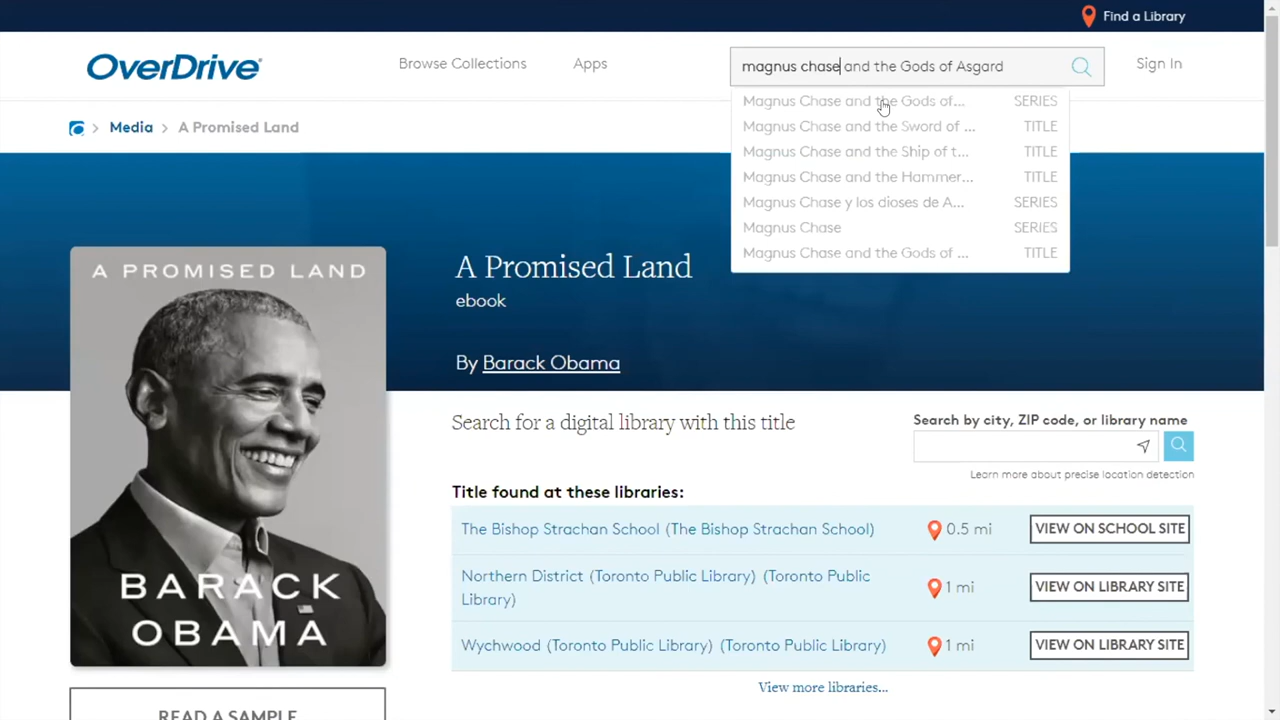 Find a Library
OverDrive
Browse Collections
Apps
magnus chase and the Gods of Asgard
Sign In
Magnus Chase and the Gods of... SERIES
Magnus Chase and the Sword of ... TITLE
Magnus Chase and the Ship of t... TITLE
Magnus Chase and the Hammer... TITLE
Magnus Chase y los dioses de A... SERIES
Magnus Chase SERIES
Magnus Chase and the Gods of ... TITLE
> Media > A Promised Land
A PROMISED LAND
BARACK
OBAMA
READ A SAMPLE
A Promised Land
ebook
By Barack Obama
Search for a digital library with this title
Search by city, ZIP code, or library name
Learn more about precise location detection
Title found at these libraries:
The Bishop Strachan School (The Bishop Strachan School) 0.5 mi VIEW ON SCHOOL SITE
Northern District (Toronto Public Library) (Toronto Public
Library) 1 mi VIEW ON LIBRARY SITE
Wychwood (Toronto Public Library) (Toronto Public Library) 1 mi VIEW ON LIBRARY SITE
View more libraries...